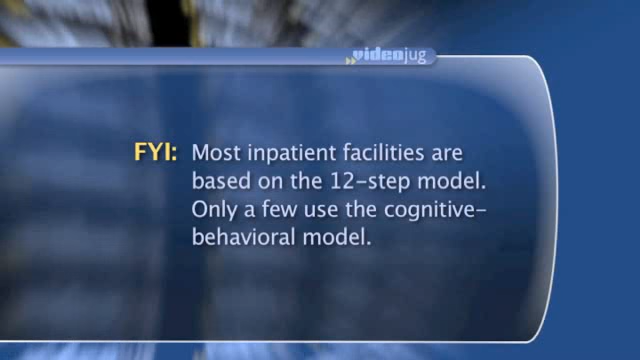 videojug
FYI: Most inpatient facilities are
based on the 12-step model.
Only a few use the cognitive-
behavioral model.